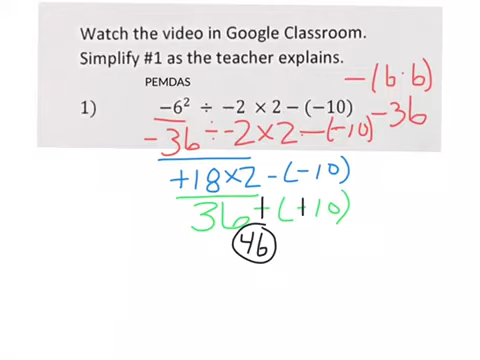 Watch the video in Google Classroom.
Simplify #1 as the teacher explains.
PEMDAS
-(6·6)
1) −6² ÷ −2 × 2 − (−10)
-36
-36 ÷ -2 × 2 - (-10)
+18 × 2 - (-10)
36 + (+10)
46